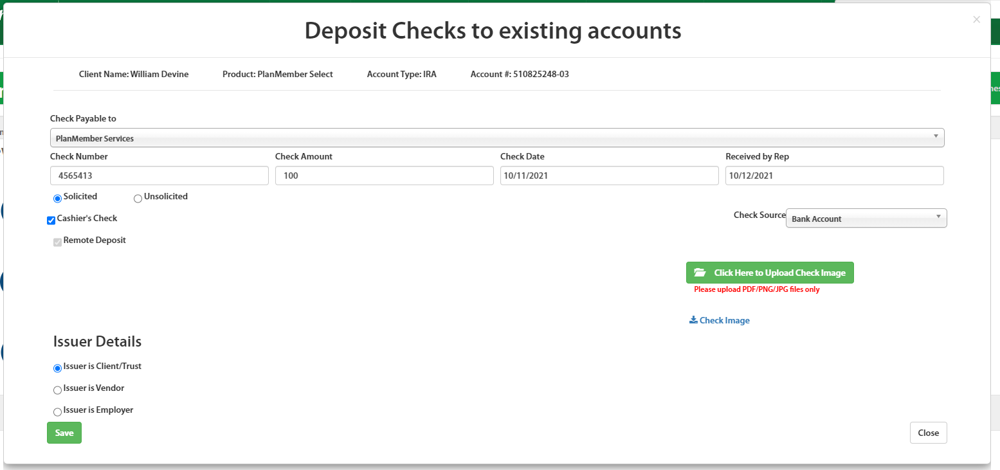 Deposit Checks to existing accounts
×
Client Name: William Devine Product: PlanMember Select Account Type: IRA Account #: 510825248-03
Check Payable to
PlanMember Services
Check Number Check Amount Check Date Received by Rep
4565413 100 10/11/2021 10/12/2021
Solicited Unsolicited
Cashier's Check Check Source Bank Account
Remote Deposit
Click Here to Upload Check Image
Please upload PDF/PNG/JPG files only
Check Image
Issuer Details
Issuer is Client/Trust
Issuer is Vendor
Issuer is Employer
Save Close